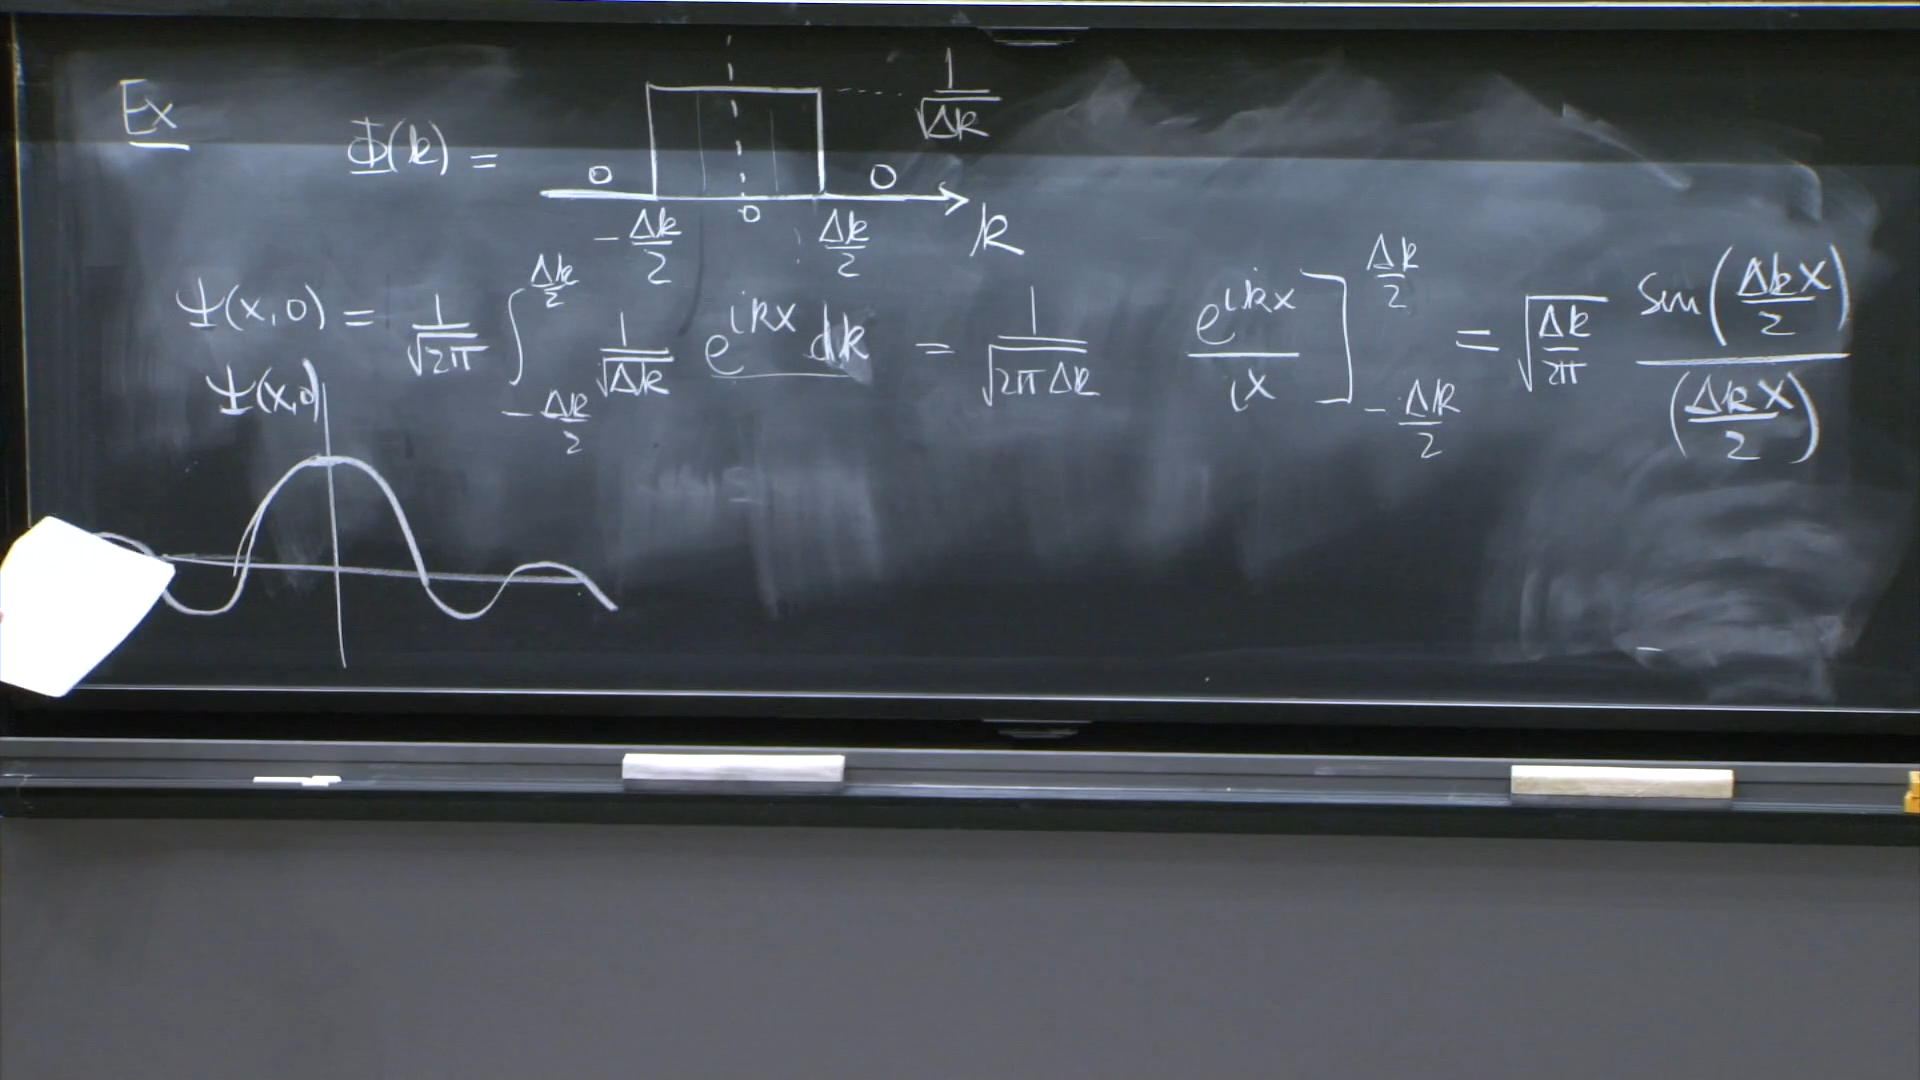 Ex
Φ(k) = 0 0 1/√Δk
-Δk/2 0 Δk/2 k
Ψ(x,0) = 1/√2π ∫_{-Δk/2}^{Δk/2} 1/√Δk e^{ikx} dk = 1/√2πΔk e^{ikx}/ix ]_{-Δk/2}^{Δk/2} = √(Δk/2π) sin(Δkx/2)/(Δkx/2)
Ψ(x,0)